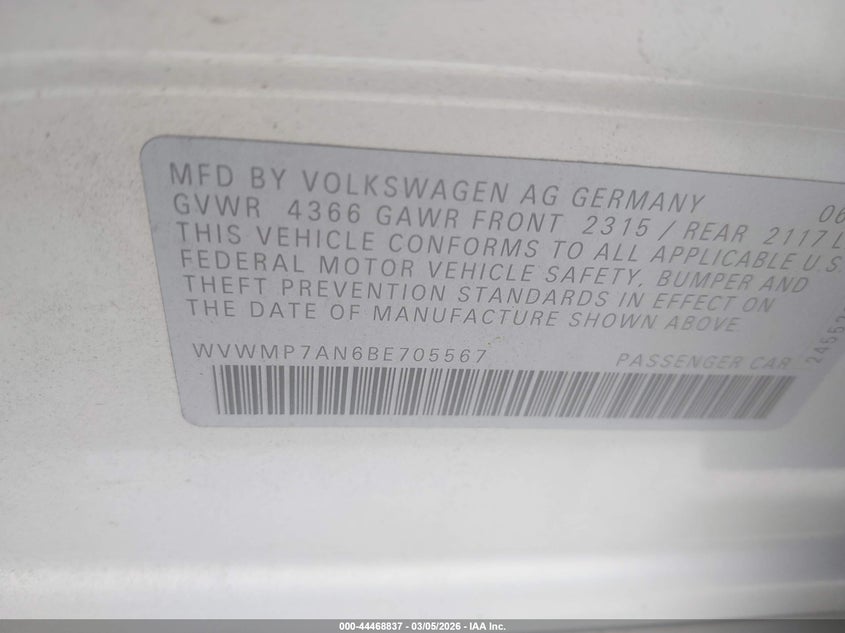 MFD BY VOLKSWAGEN AG GERMANY 06
GVWR 4366 GAWR FRONT 2315 / REAR 2117 L
THIS VEHICLE CONFORMS TO ALL APPLICABLE U.S.
FEDERAL MOTOR VEHICLE SAFETY, BUMPER AND
THEFT PREVENTION STANDARDS IN EFFECT ON
THE DATE OF MANUFACTURE SHOWN ABOVE
WVWMP7AN6BE705567 PASSENGER CAR
000-44468837 | 03/05/2026 - IAA Inc.